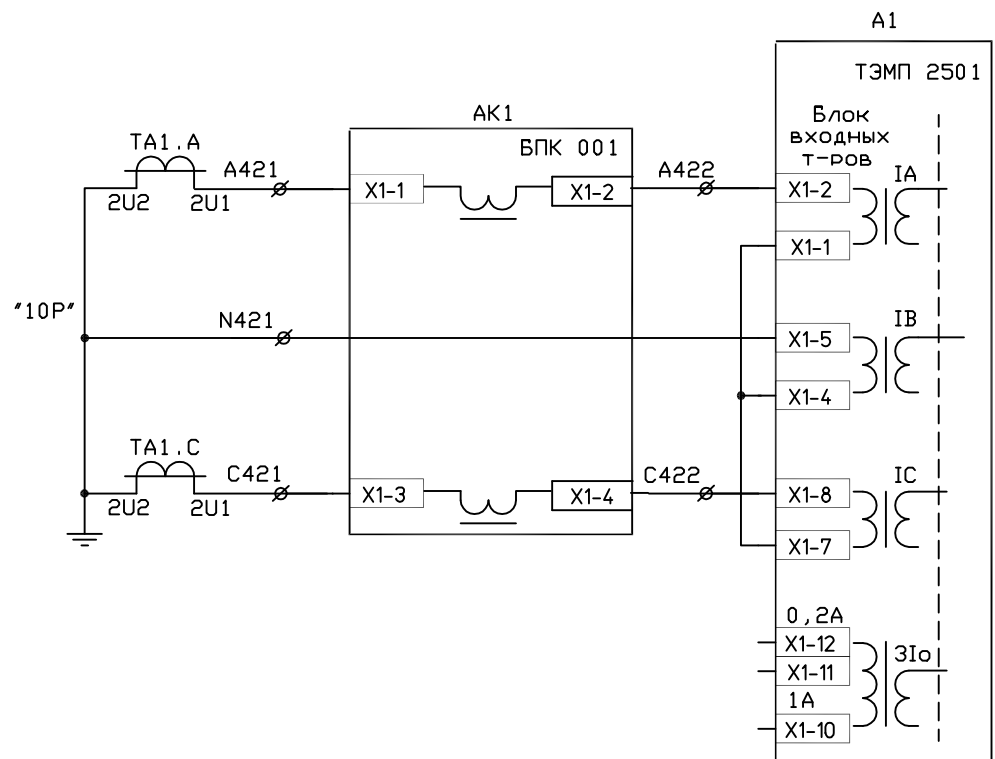 A1
ТЭМП 2501
AK1
БПК 001
Блок
входных
т-ров
TA1.A
A421
A422
IA
2U2
2U1
X1-1
X1-2
X1-2
X1-1
"10P"
N421
IB
X1-5
X1-4
TA1.C
C421
C422
IC
2U2
2U1
X1-3
X1-4
X1-8
X1-7
0,2A
X1-12
3Io
X1-11
1A
X1-10